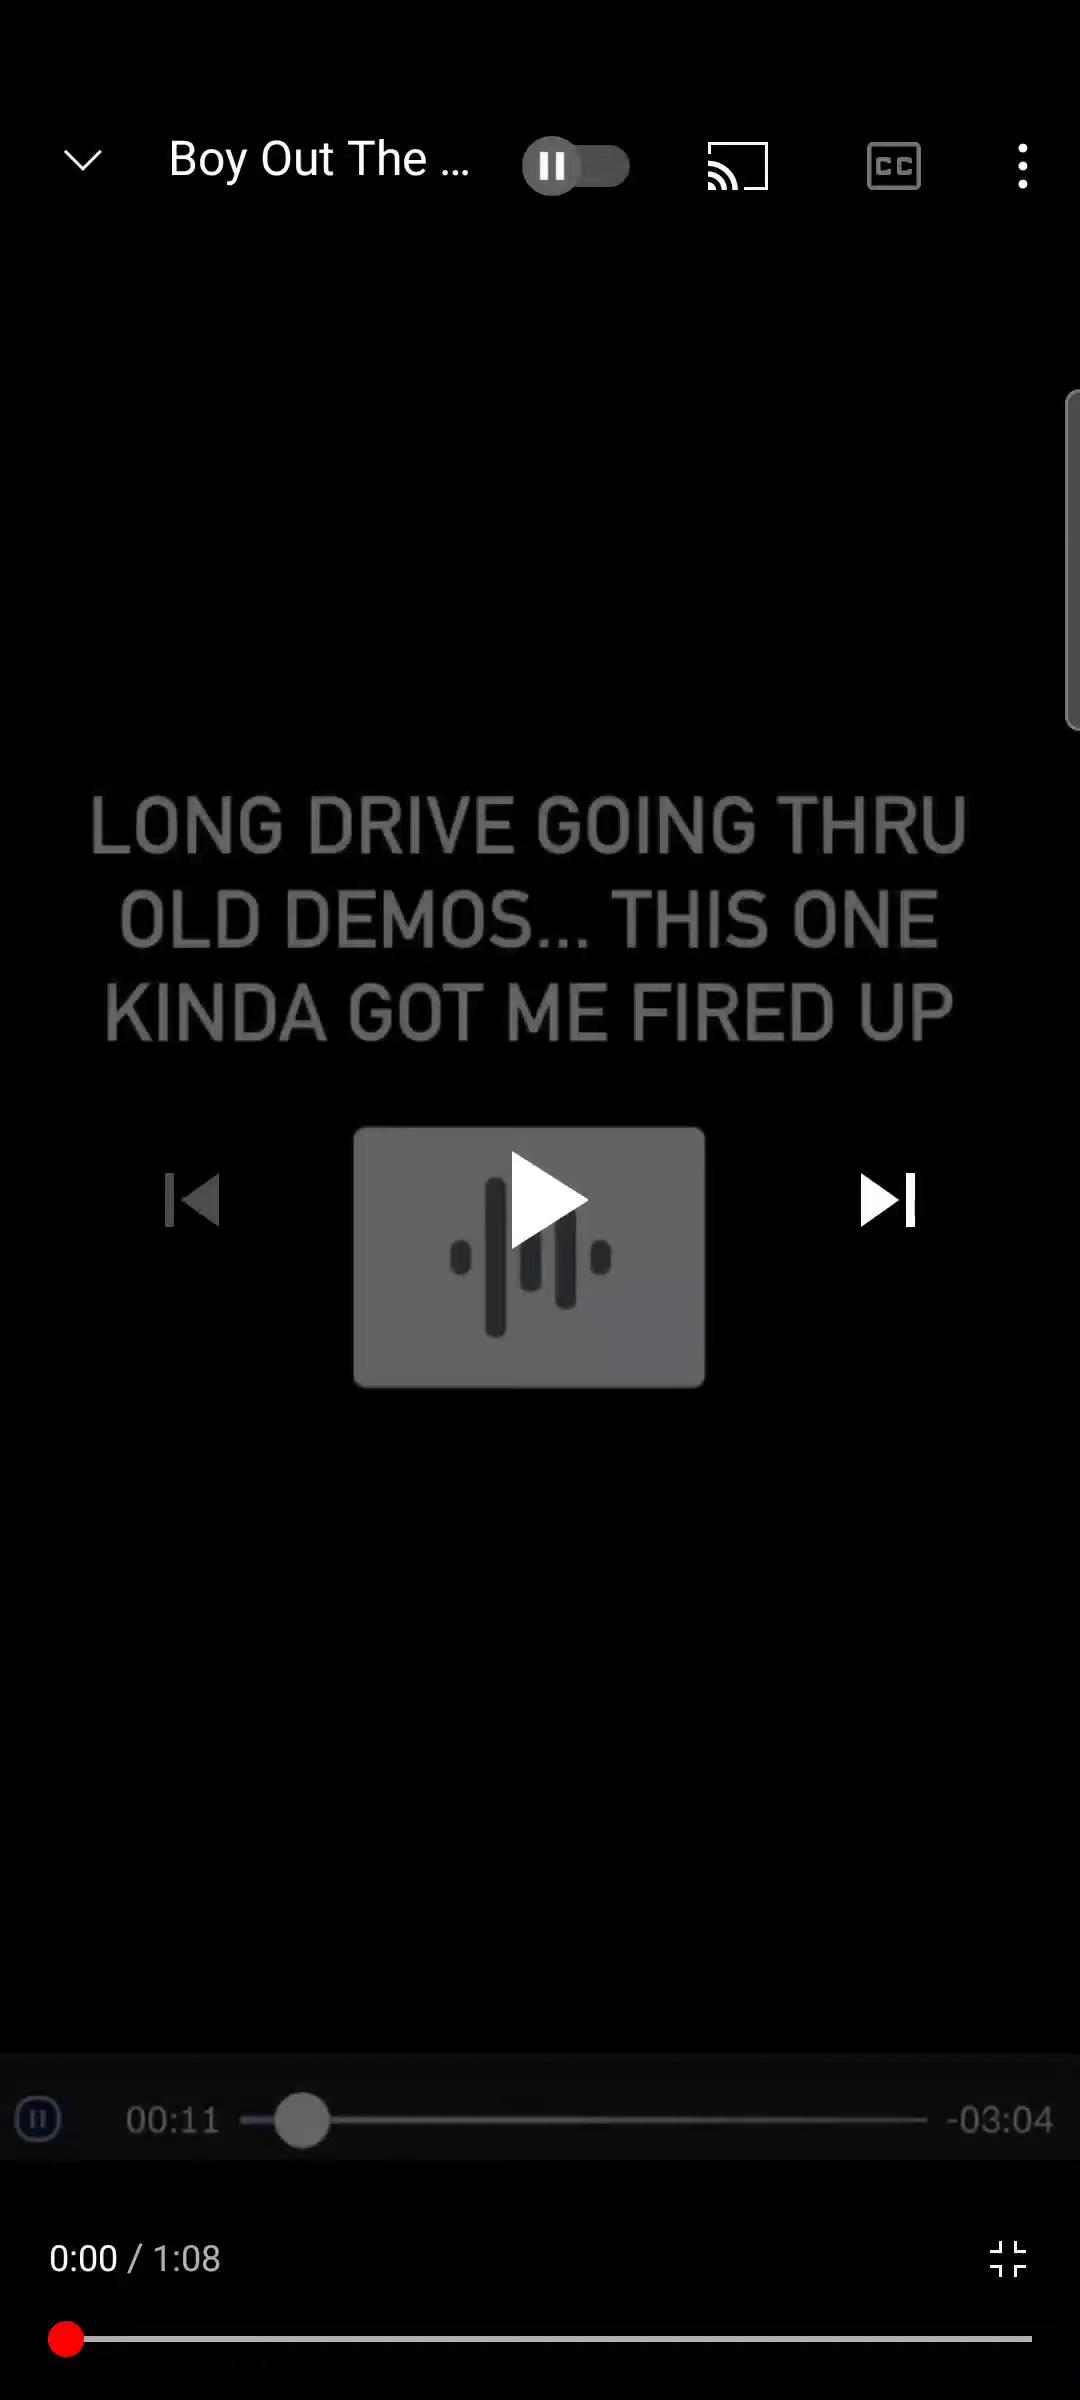 Boy Out The ...
CC
LONG DRIVE GOING THRU
OLD DEMOS... THIS ONE
KINDA GOT ME FIRED UP
00:11 -03:04
0:00 / 1:08